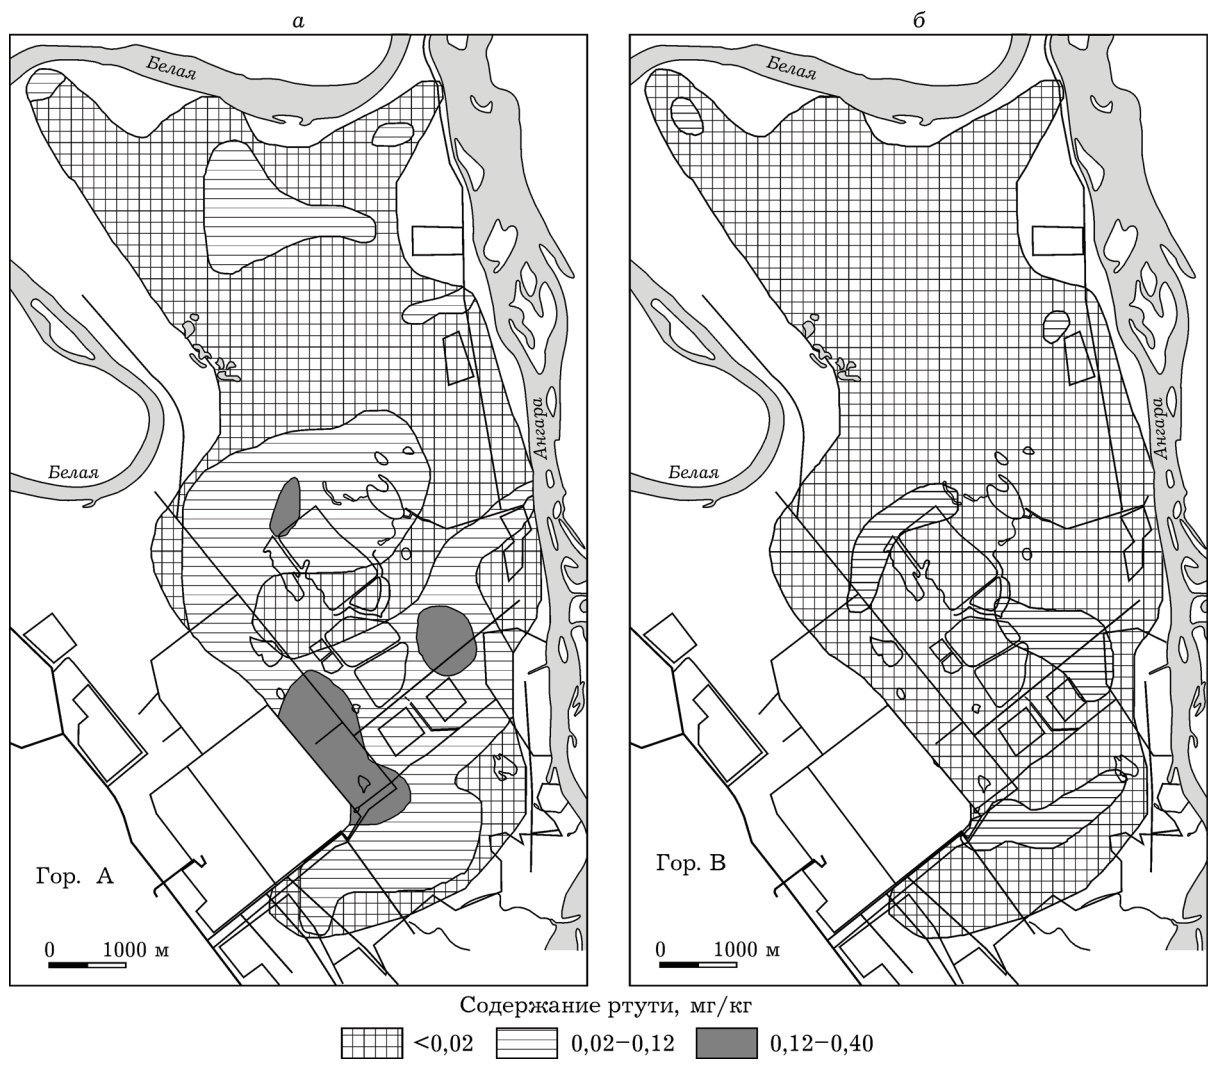 а
Белая
Белая
Ангара
Гор. А
0 1000 м
б
Белая
Белая
Ангара
Гор. В
0 1000 м
Содержание ртути, мг/кг
<0,02 0,02–0,12 0,12–0,40